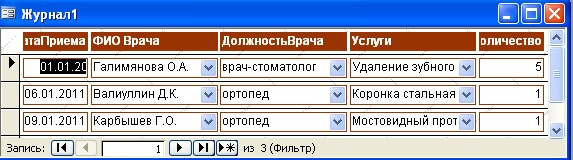 Журнал1
таПриема ФИО Врача ДолжностьВрача Услуги оличество
01.01.20 Галимянова О.А. врач-стоматолог Удаление зубного 5
06.01.2011 Валиуллин Д.К. ортопед Коронка стальная 1
09.01.2011 Карбышев Г.О. ортопед Мостовидный прот 1
Запись: 1 из 3 (Фильтр)